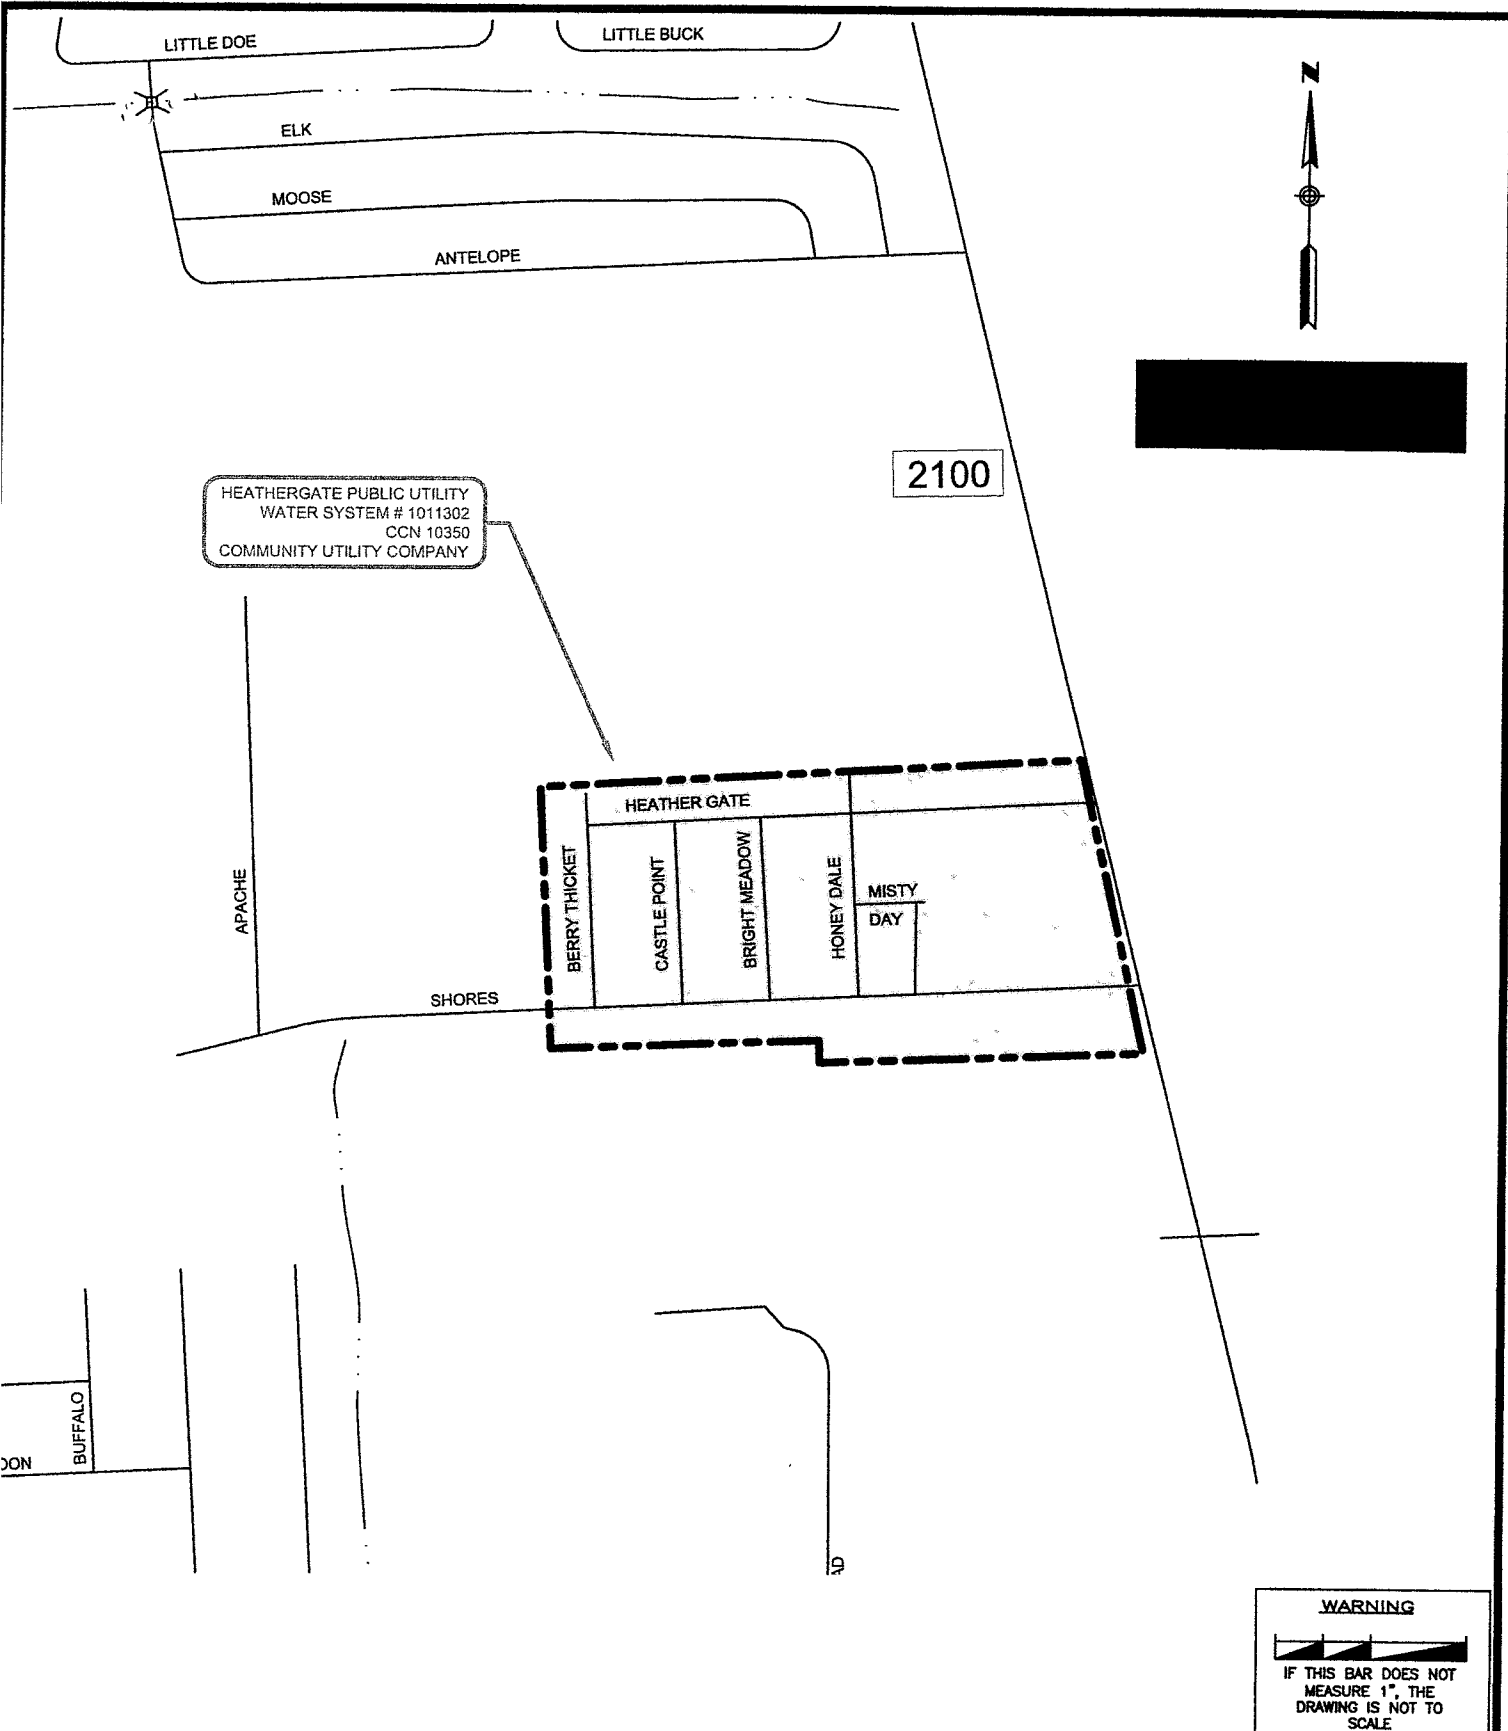 LITTLE DOE
LITTLE BUCK
N
ELK
MOOSE
ANTELOPE
2100
HEATHERGATE PUBLIC UTILITY
WATER SYSTEM # 1011302
CCN 10350
COMMUNITY UTILITY COMPANY
HEATHER GATE
BERRY THICKET
CASTLE POINT
BRIGHT MEADOW
HONEY DALE
MISTY
DAY
APACHE
SHORES
BUFFALO
DON
AD
WARNING
IF THIS BAR DOES NOT
MEASURE 1", THE
DRAWING IS NOT TO
SCALE